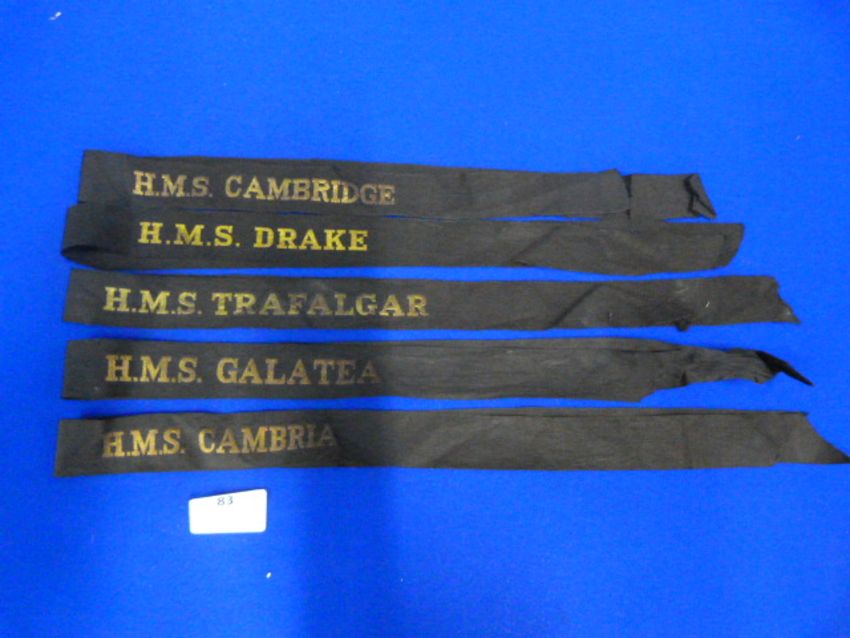 H.M.S. CAMBRIDGE
H.M.S. DRAKE
H.M.S. TRAFALGAR
H.M.S. GALATEA
H.M.S. CAMBRIA
83